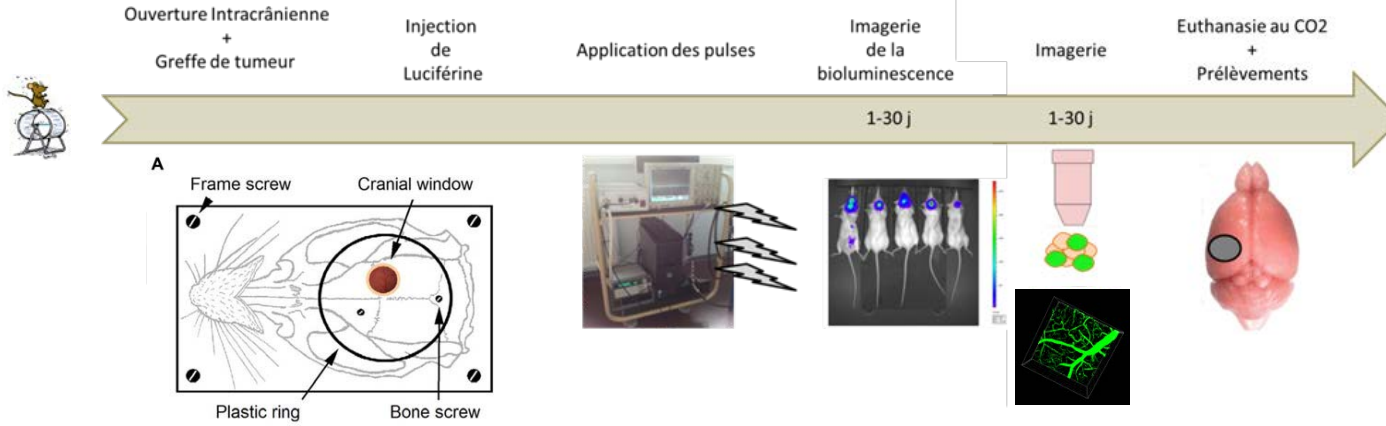 Ouverture Intracrânienne
+
Greffe de tumeur
Injection
de
Luciférine
Application des pulses
Imagerie
de la
bioluminescence
Imagerie
Euthanasie au CO2
+
Prélèvements
1-30 j
1-30 j
A
Frame screw
Cranial window
Plastic ring
Bone screw